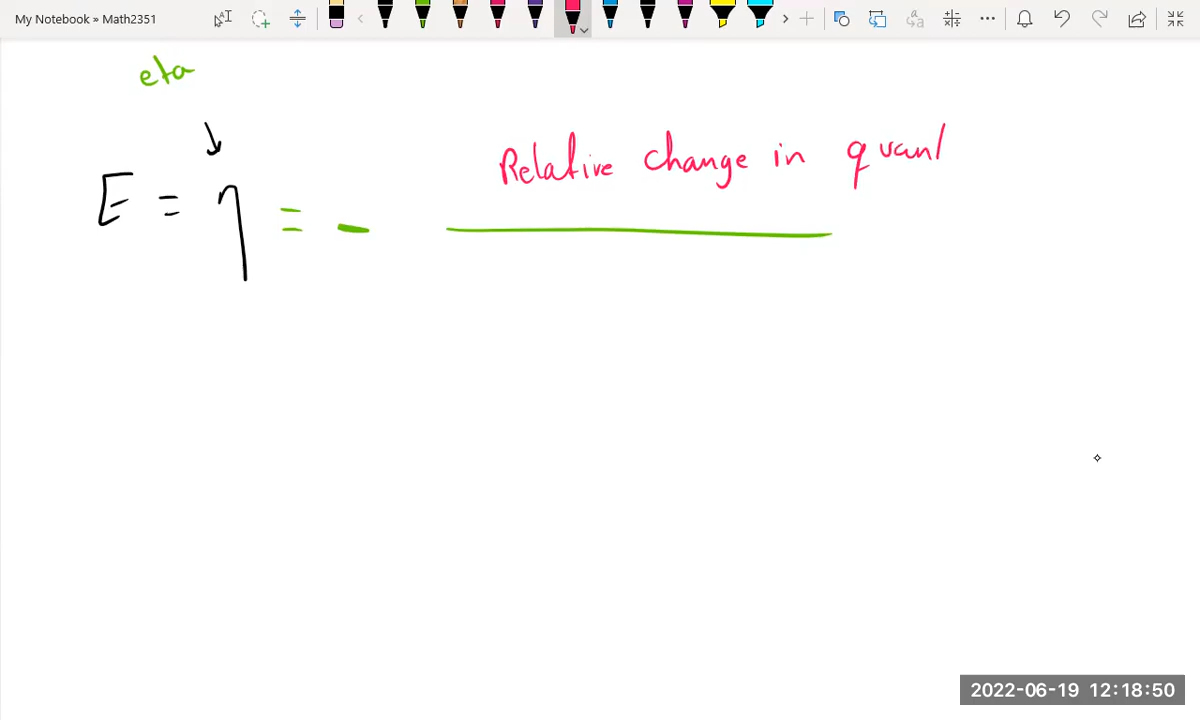 My Notebook » Math2351
eta
Relative change in quant
E = η = -
2022-06-19 12:18:50